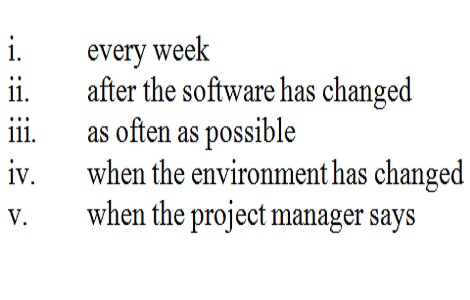 i. every week
ii. after the software has changed
iii. as often as possible
iv. when the environment has changed
v. when the project manager says